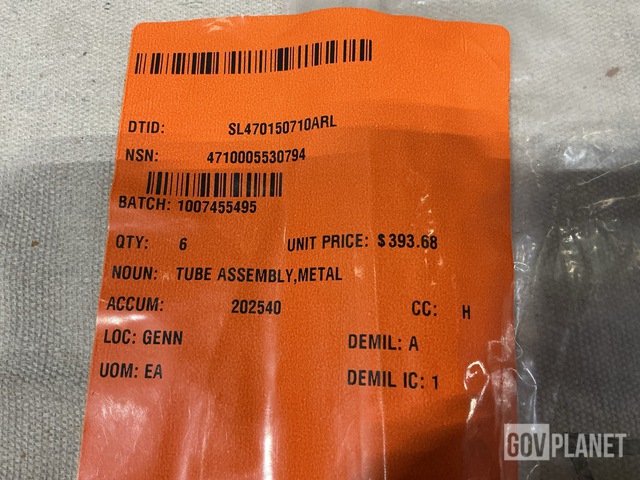 DTID: SL470150710ARL
NSN: 4710005530794
BATCH: 1007455495
QTY: 6 UNIT PRICE: $393.68
NOUN: TUBE ASSEMBLY,METAL
ACCUM: 202540 CC: H
LOC: GENN DEMIL: A
UOM: EA DEMIL IC: 1
GOVPLANET